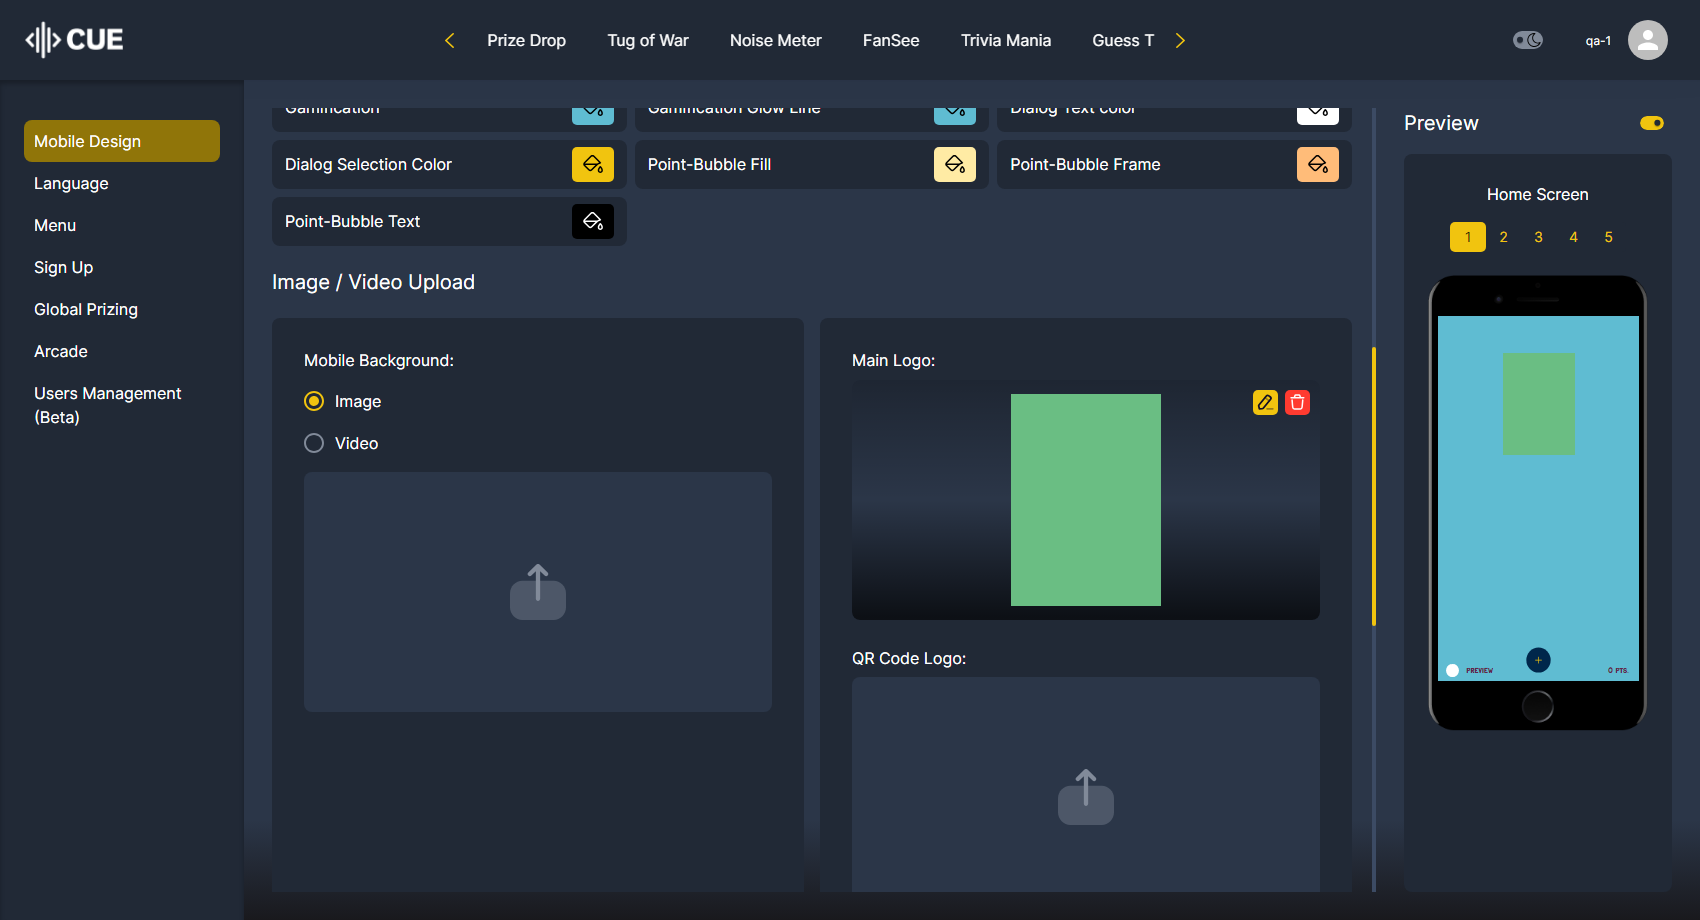 CUE
Prize Drop
Tug of War
Noise Meter
FanSee
Trivia Mania
Guess T
qa-1
Mobile Design
Language
Menu
Sign Up
Global Prizing
Arcade
Users Management
(Beta)
Gamification
Gamification Glow Line
Dialog Text color
Dialog Selection Color
Point-Bubble Fill
Point-Bubble Frame
Point-Bubble Text
Image / Video Upload
Mobile Background:
Image
Video
Main Logo:
QR Code Logo:
Preview
Home Screen
1 2 3 4 5
PREVIEW
0 PTS